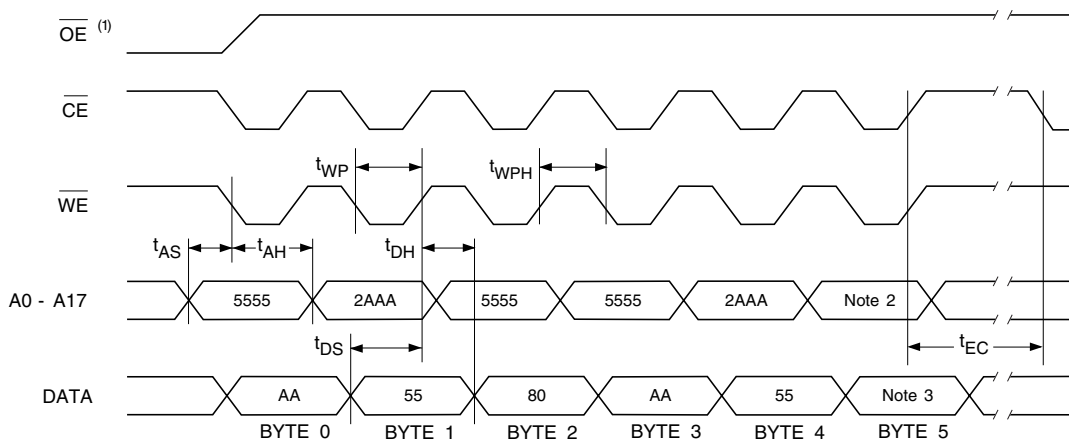 OE (1)
CE
tWP
tWPH
WE
tAS
tAH
tDH
A0 - A17
5555
2AAA
5555
5555
2AAA
Note 2
tDS
tEC
DATA
AA
55
80
AA
55
Note 3
BYTE 0
BYTE 1
BYTE 2
BYTE 3
BYTE 4
BYTE 5